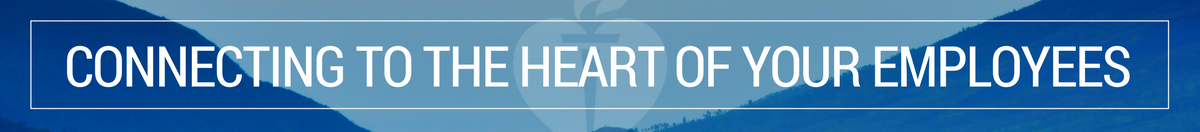 CONNECTING TO THE HEART OF YOUR EMPLOYEES